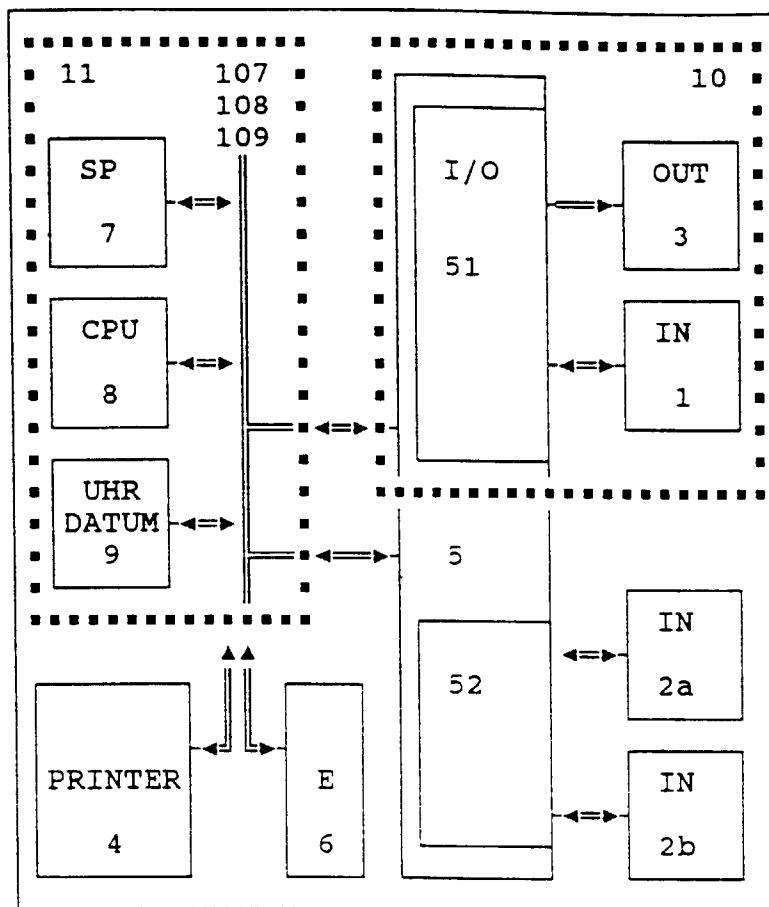 11
107
108
109
SP
7
CPU
8
UHR
DATUM
9
PRINTER
4
E
6
10
I/O
51
OUT
3
IN
1
5
52
IN
2a
IN
2b